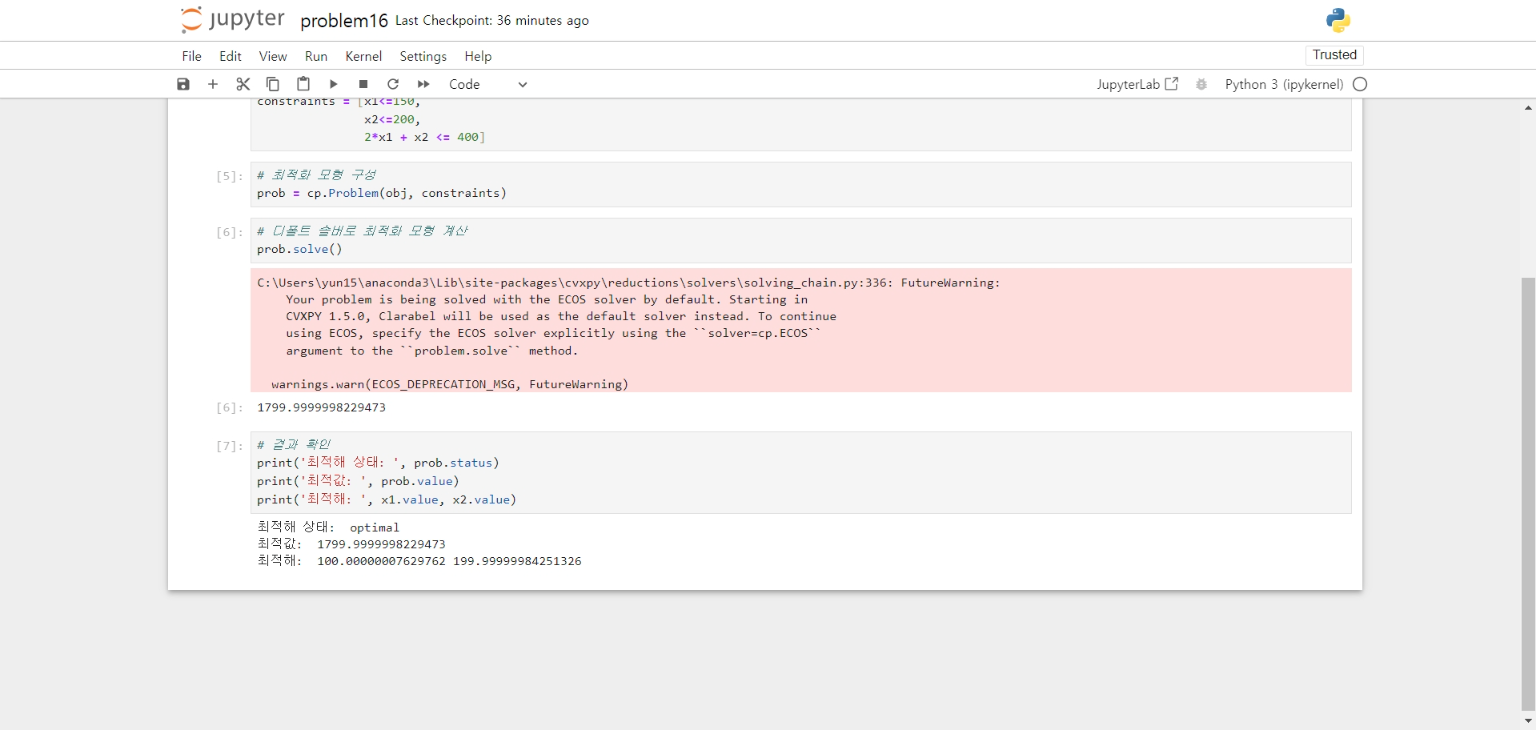 jupyter problem16 Last Checkpoint: 36 minutes ago
File Edit View Run Kernel Settings Help
Trusted
Code
JupyterLab
Python 3 (ipykernel)
constraints = [x1<=150,
x2<=200,
2*x1 + x2 <= 400]
[5]:
# 최적화 모형 구성
prob = cp.Problem(obj, constraints)
[6]:
# 디폴트 솔버로 최적화 모형 계산
prob.solve()
C:\Users\yun15\anaconda3\Lib\site-packages\cvxpy\reductions\solvers\solving_chain.py:336: FutureWarning:
Your problem is being solved with the ECOS solver by default. Starting in
CVXPY 1.5.0, Clarabel will be used as the default solver instead. To continue
using ECOS, specify the ECOS solver explicitly using the ``solver=cp.ECOS``
argument to the ``problem.solve`` method.
warnings.warn(ECOS_DEPRECATION_MSG, FutureWarning)
[6]:
1799.9999998229473
[7]:
# 결과 확인
print('최적해 상태: ', prob.status)
print('최적값: ', prob.value)
print('최적해: ', x1.value, x2.value)
최적해 상태:  optimal
최적값:  1799.9999998229473
최적해:  100.00000007629762 199.99999984251326